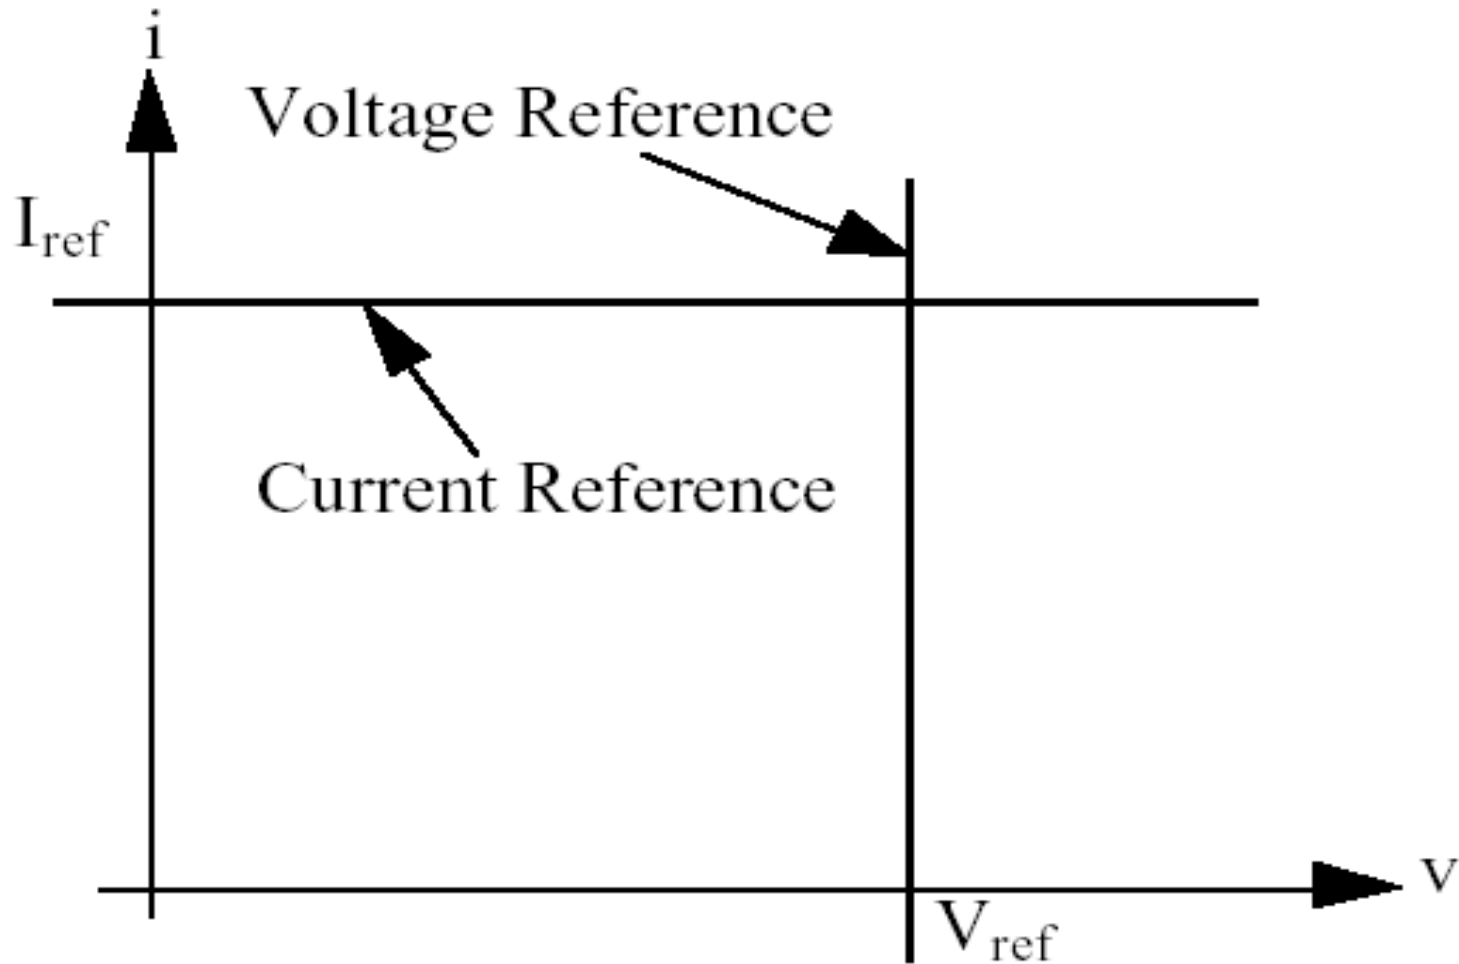 i
Voltage Reference
Iref
Current Reference
v
Vref